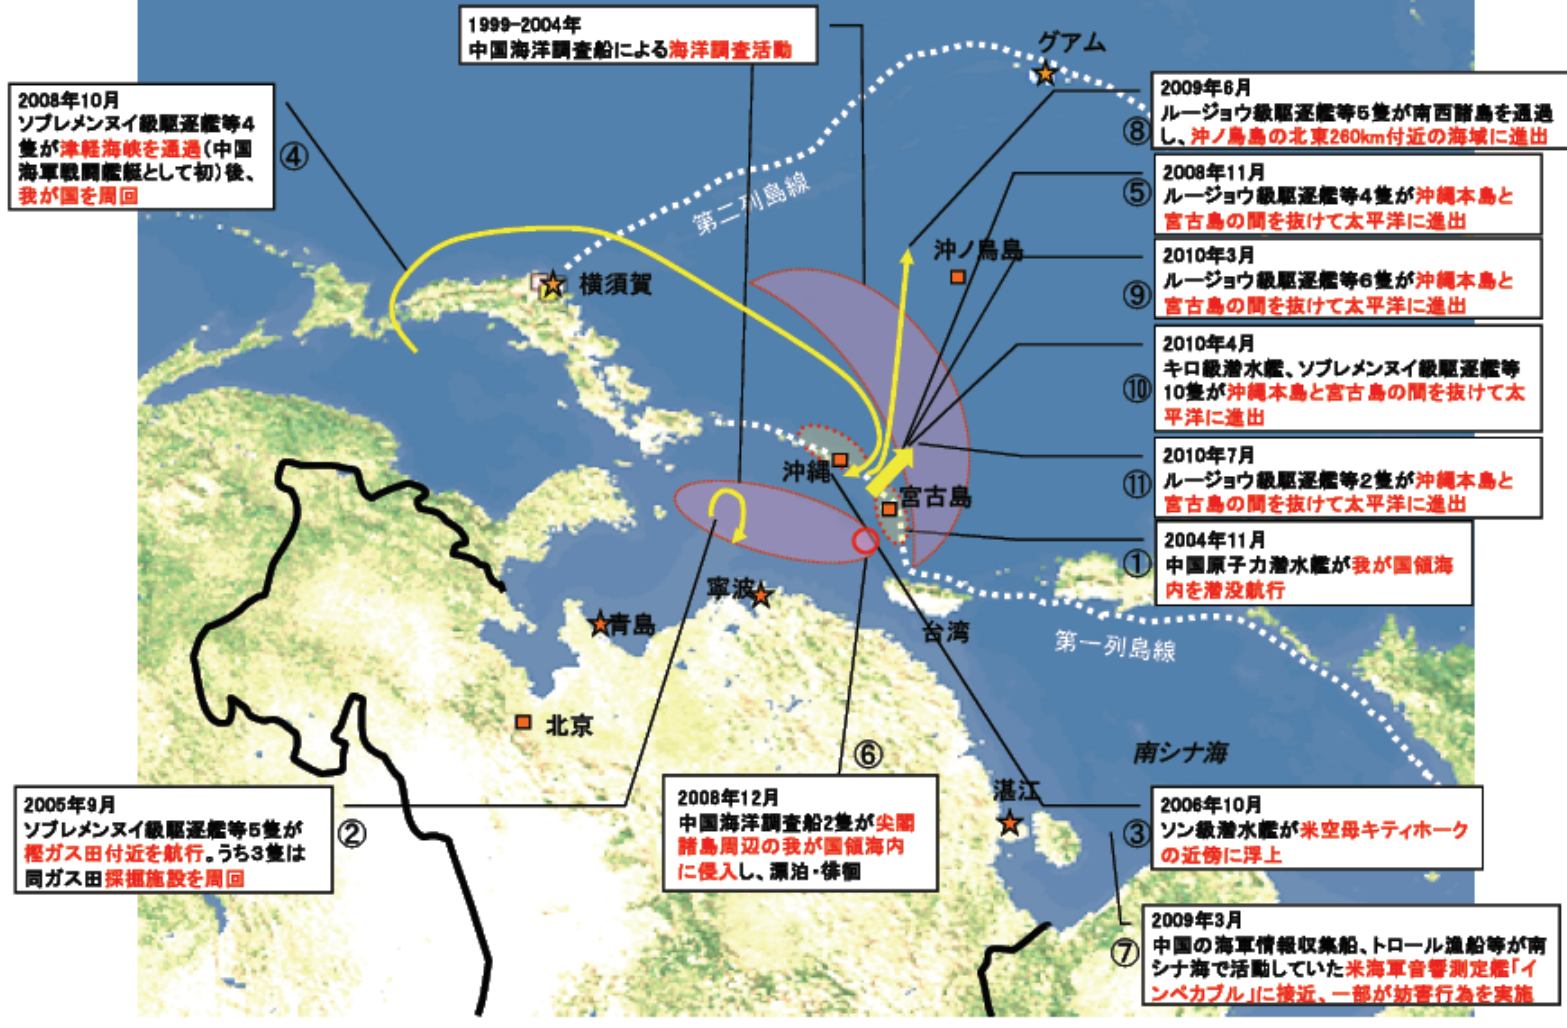 1999-2004年
中国海洋調査船による海洋調査活動
グアム
2008年10月
ソブレメンヌイ級駆逐艦等4
隻が津軽海峡を通過(中国
海軍戦闘艦艇として初)後、
我が国を周回
④
2009年6月
ルージョウ級駆逐艦等5隻が南西諸島を通過
し、沖ノ鳥島の北東260km付近の海域に進出
⑧
2008年11月
ルージョウ級駆逐艦等4隻が沖縄本島と
宮古島の間を抜けて太平洋に進出
⑤
第二列島線
沖ノ鳥島
横須賀
2010年3月
ルージョウ級駆逐艦等6隻が沖縄本島と
宮古島の間を抜けて太平洋に進出
⑨
2010年4月
キロ級潜水艦、ソブレメンヌイ級駆逐艦等
10隻が沖縄本島と宮古島の間を抜けて太
平洋に進出
⑩
2010年7月
ルージョウ級駆逐艦等2隻が沖縄本島と
宮古島の間を抜けて太平洋に進出
⑪
沖縄
宮古島
2004年11月
中国原子力潜水艦が我が国領海
内を潜没航行
①
寧波
青島
台湾
第一列島線
北京
南シナ海
湛江
2005年9月
ソブレメンヌイ級駆逐艦等5隻が
樫ガス田付近を航行。うち3隻は
同ガス田採掘施設を周回
②
⑥
2008年12月
中国海洋調査船2隻が尖閣
諸島周辺の我が国領海内
に侵入し、漂泊・徘徊
2006年10月
ソン級潜水艦が米空母キティホーク
の近傍に浮上
③
2009年3月
中国の海軍情報収集船、トロール漁船等が南
シナ海で活動していた米海軍音響測定艦「イ
ンペカブル」に接近、一部が妨害行為を実施
⑦